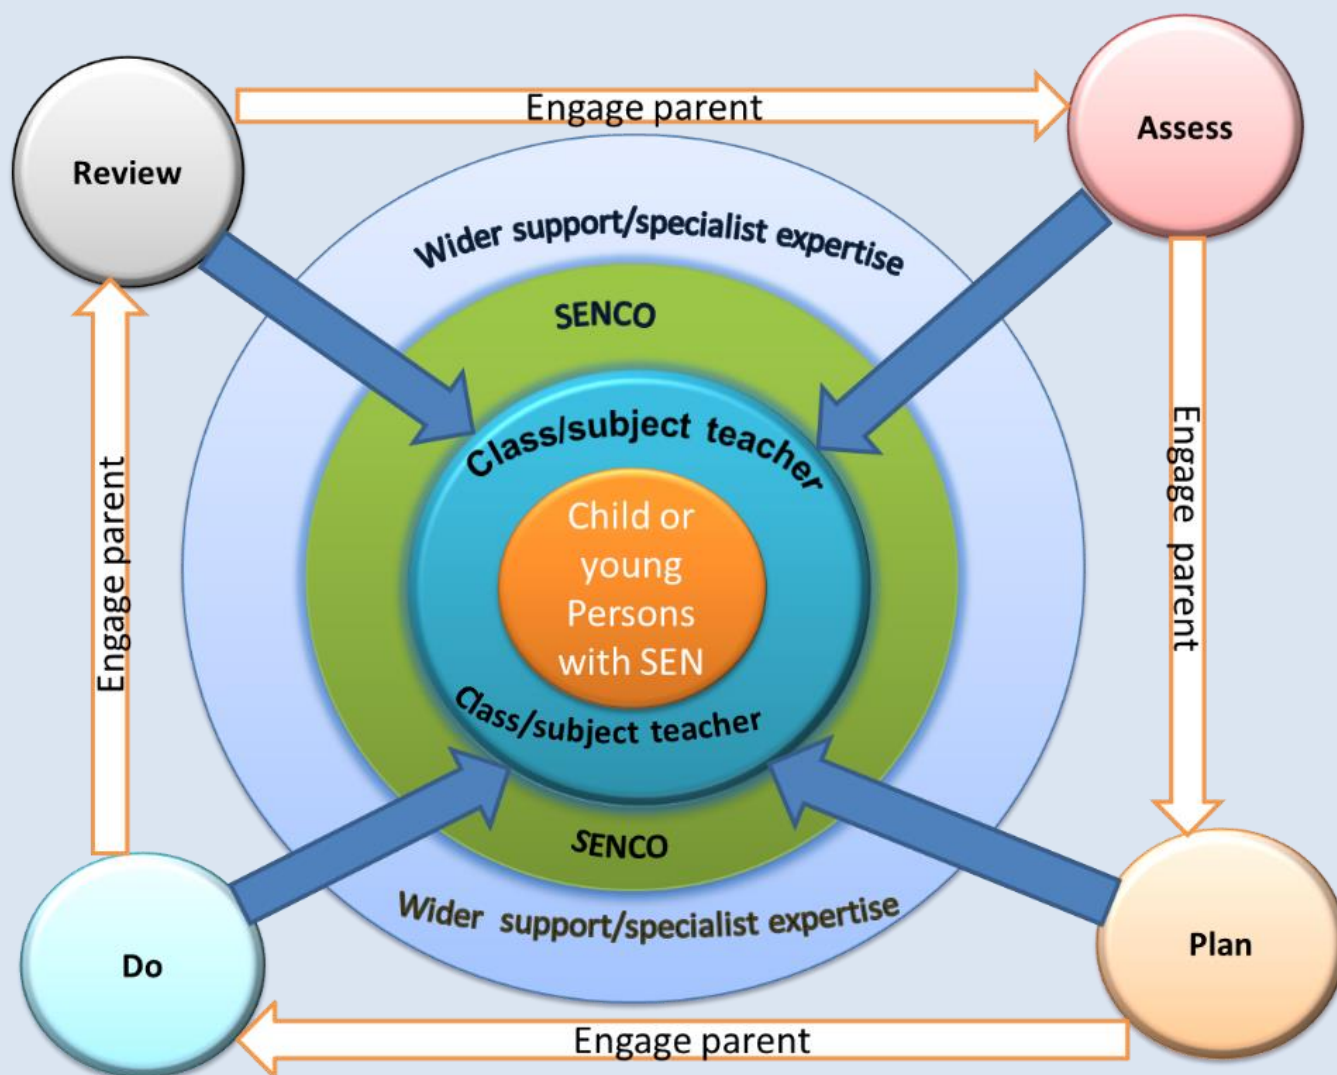 Engage parent
Review
Assess
Wider support/specialist expertise
SENCO
Class/subject teacher
Child or
young
Persons
with SEN
Class/subject teacher
SENCO
Wider support/specialist expertise
Engage parent
Engage parent
Do
Plan
Engage parent